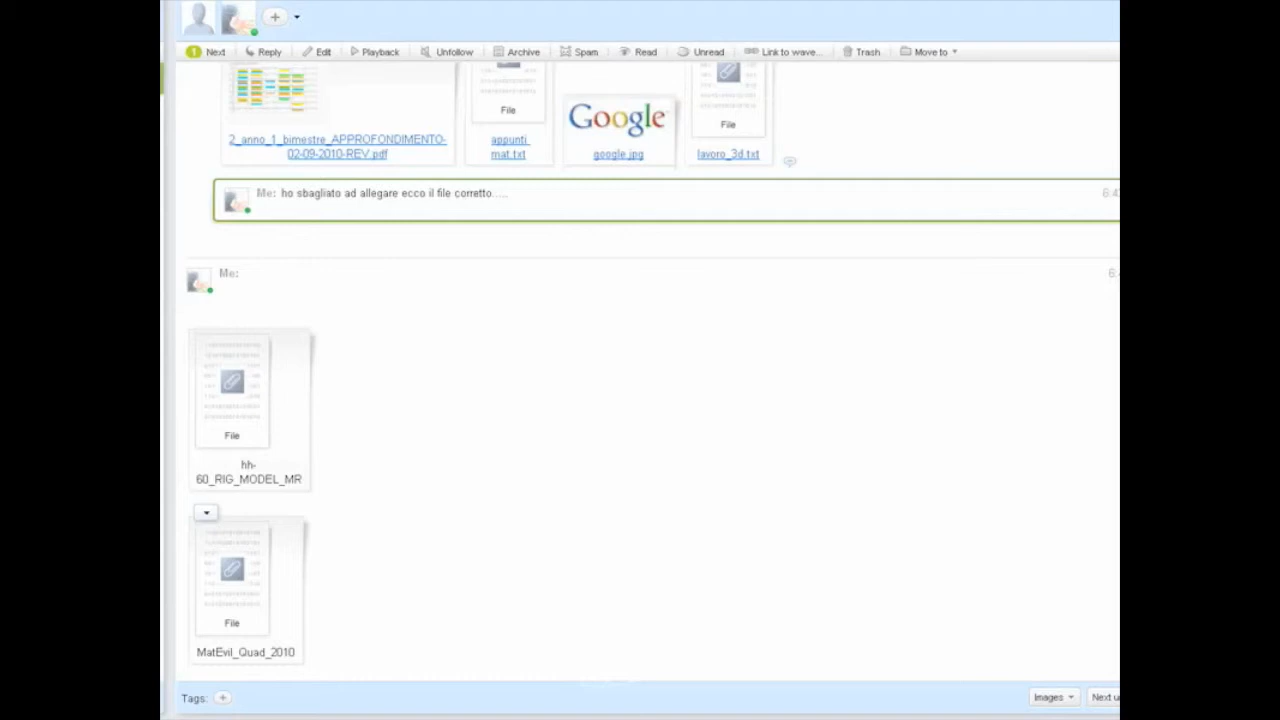 1 Next Reply Edit Playback Unfollow Archive Spam Read Unread Link to wave... Trash Move to
File
File
Google
2_anno_1_bimestre_APPROFONDIMENTO-
02-09-2010-REV.pdf
appunti
mat.txt
google.jpg
lavoro_3d.txt
Me: ho sbagliato ad allegare ecco il file corretto.....
Me:
File
hh-
60_RIG_MODEL_MR
File
MatEvil_Quad_2010
Tags:
Images
Next